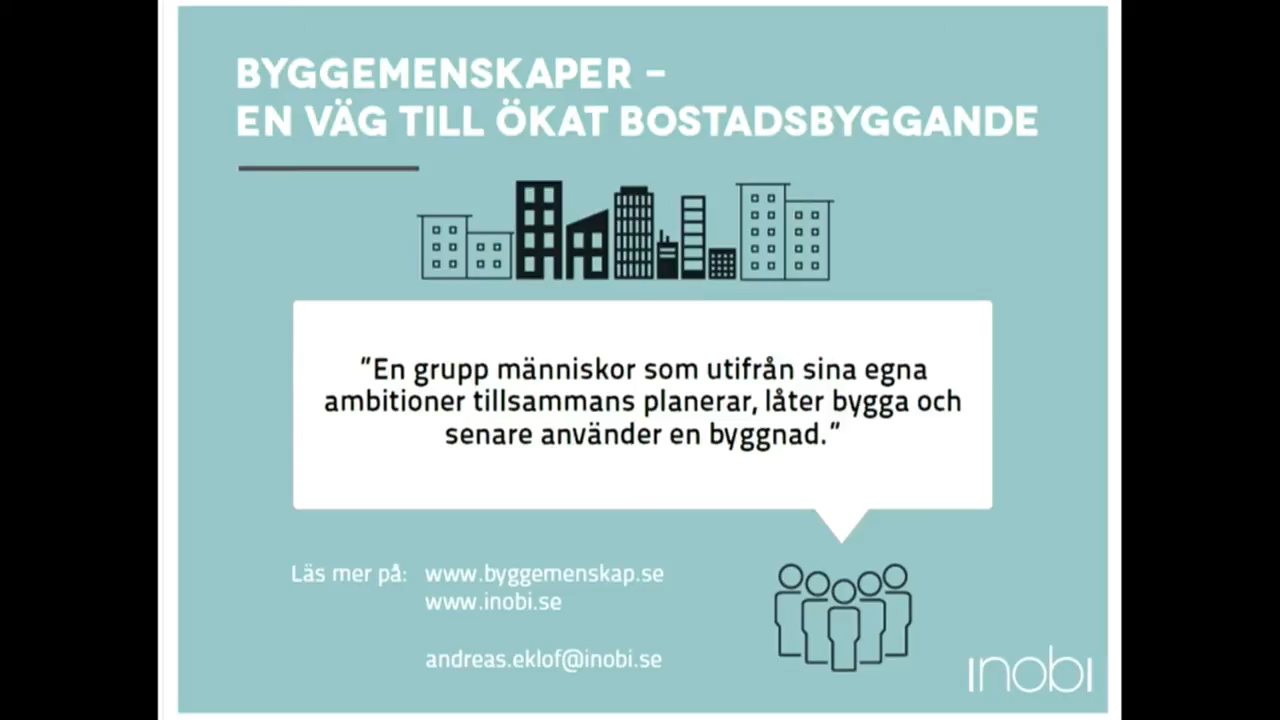 BYGGEMENSKAPER –
EN VÄG TILL ÖKAT BOSTADSBYGGANDE
”En grupp människor som utifrån sina egna
ambitioner tillsammans planerar, låter bygga och
senare använder en byggnad.”
Läs mer på: www.byggemenskap.se
www.inobi.se
andreas.eklof@inobi.se
inobi